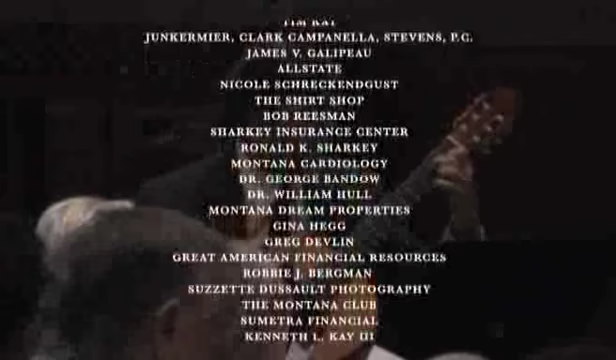 TIM KAT
JUNKERMIER, CLARK CAMPANELLA, STEVENS, P.C.
JAMES V. GALIPEAU
ALLSTATE
NICOLE SCHRECKENDGUST
THE SHIRT SHOP
BOB REESMAN
SHARKEY INSURANCE CENTER
RONALD K. SHARKEY
MONTANA CARDIOLOGY
DR. GEORGE BANDOW
DR. WILLIAM HULL
MONTANA DREAM PROPERTIES
GINA HEGG
GREG DEVLIN
GREAT AMERICAN FINANCIAL RESOURCES
ROBBIE J. BERGMAN
SUZZETTE DUSSAULT PHOTOGRAPHY
THE MONTANA CLUB
SUMETRA FINANCIAL
KENNETH L. KAY III